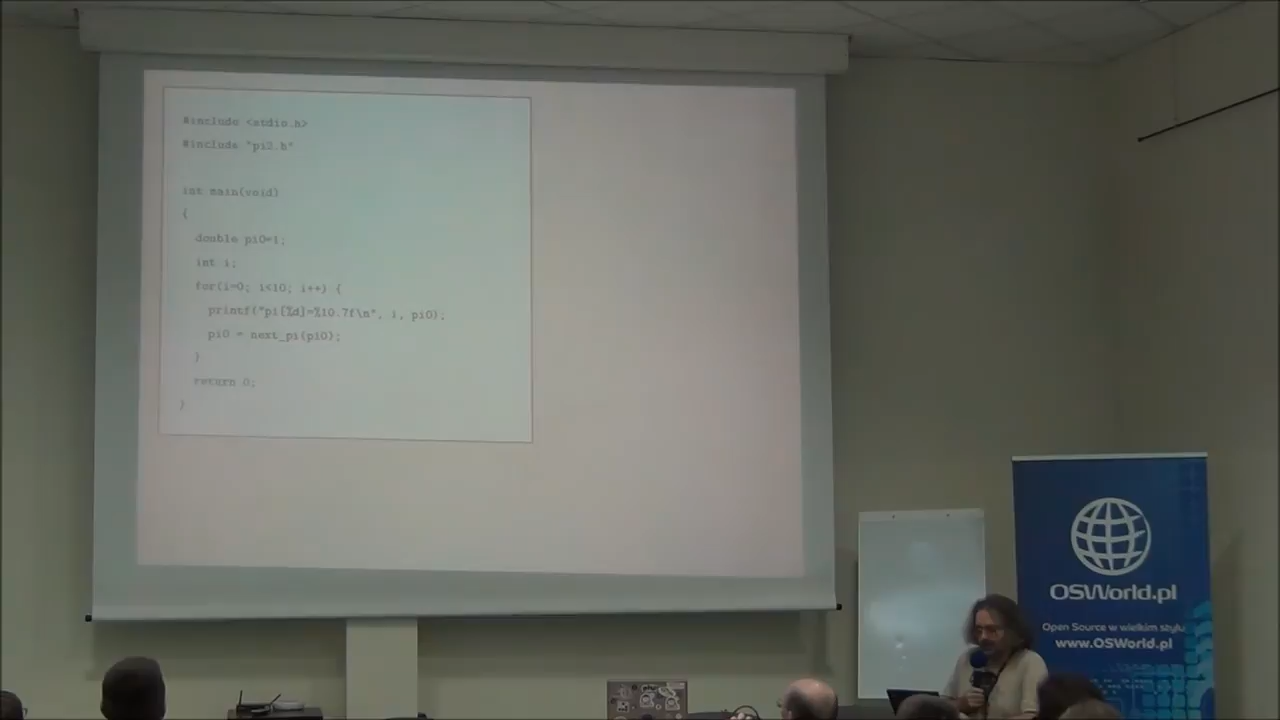 #include <stdio.h>
#include "pi2.h"
int main(void)
{
double pi0=1;
int i;
for(i=0; i<10; i++) {
printf("pi[%d]=%10.7f\n", i, pi0);
pi0 = next_pi(pi0);
}
return 0;
}
OSWorld.pl
Open Source w wielkim stylu
www.OSWorld.pl